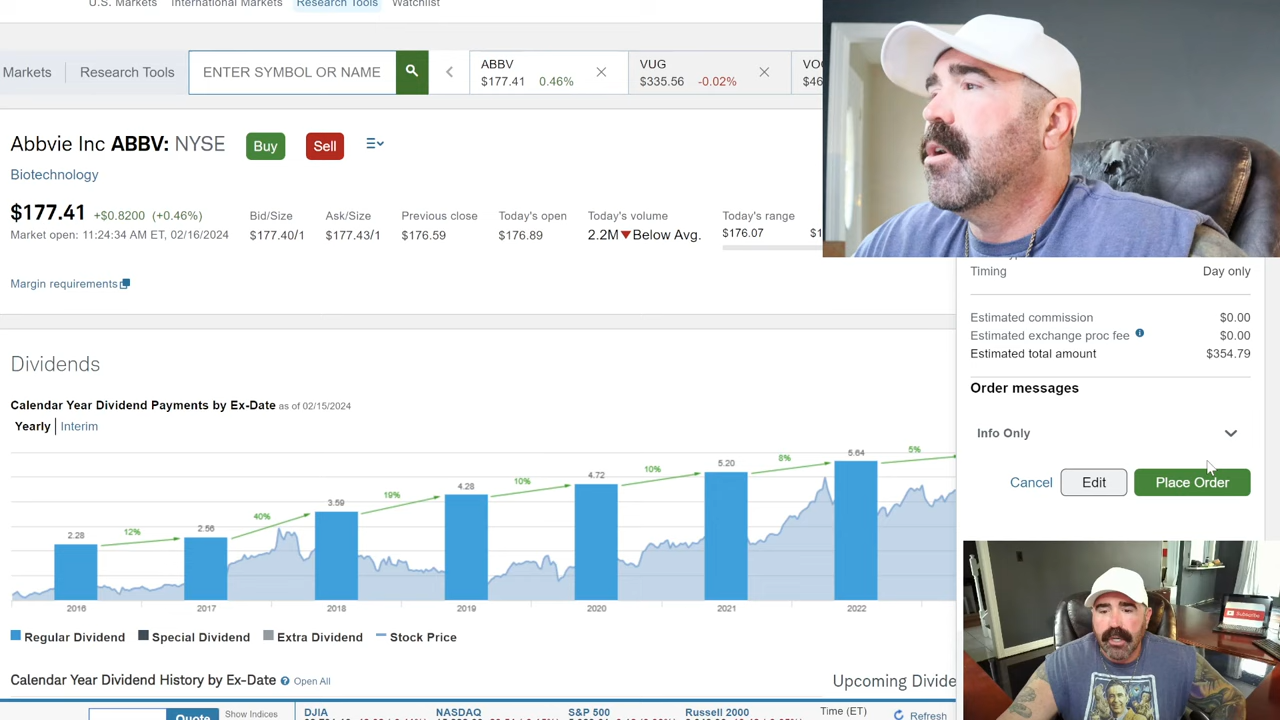 U.S. Markets International Markets Research Tools Watchlist
Markets Research Tools ENTER SYMBOL OR NAME
ABBV
$177.41 0.46%
VUG
$335.56 -0.02%
Abbvie Inc ABBV: NYSE Buy Sell
Biotechnology
$177.41 +$0.8200 (+0.46%)
Market open: 11:24:34 AM ET, 02/16/2024
Bid/Size
$177.40/1
Ask/Size
$177.43/1
Previous close
$176.59
Today's open
$176.89
Today's volume
2.2M Below Avg.
Today's range
$176.07
Margin requirements
Timing Day only
Estimated commission $0.00
Estimated exchange proc fee $0.00
Estimated total amount $354.79
Order messages
Info Only
Cancel Edit Place Order
Dividends
Calendar Year Dividend Payments by Ex-Date as of 02/15/2024
Yearly Interim
2.28 12% 2.56 40% 3.59 19% 4.28 10% 4.72 10% 5.20 8% 5.64 5%
2016 2017 2018 2019 2020 2021 2022
Regular Dividend Special Dividend Extra Dividend Stock Price
Calendar Year Dividend History by Ex-Date Open All
Upcoming
Quote Show Indices
DJIA NASDAQ S&P 500 Russell 2000 Time (ET)
Refresh
Subscribe